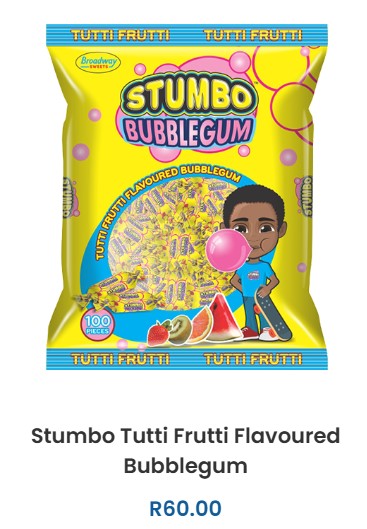 TUTTI FRUTTI TUTTI FRUTTI
Broadway
SWEETS
STUMBO
BUBBLEGUM
TUTTI FRUTTI FLAVOURED BUBBLEGUM
STUMBO
100
PIECES
TUTTI FRUTTI TUTTI FRUTTI
Stumbo Tutti Frutti Flavoured
Bubblegum
R60.00